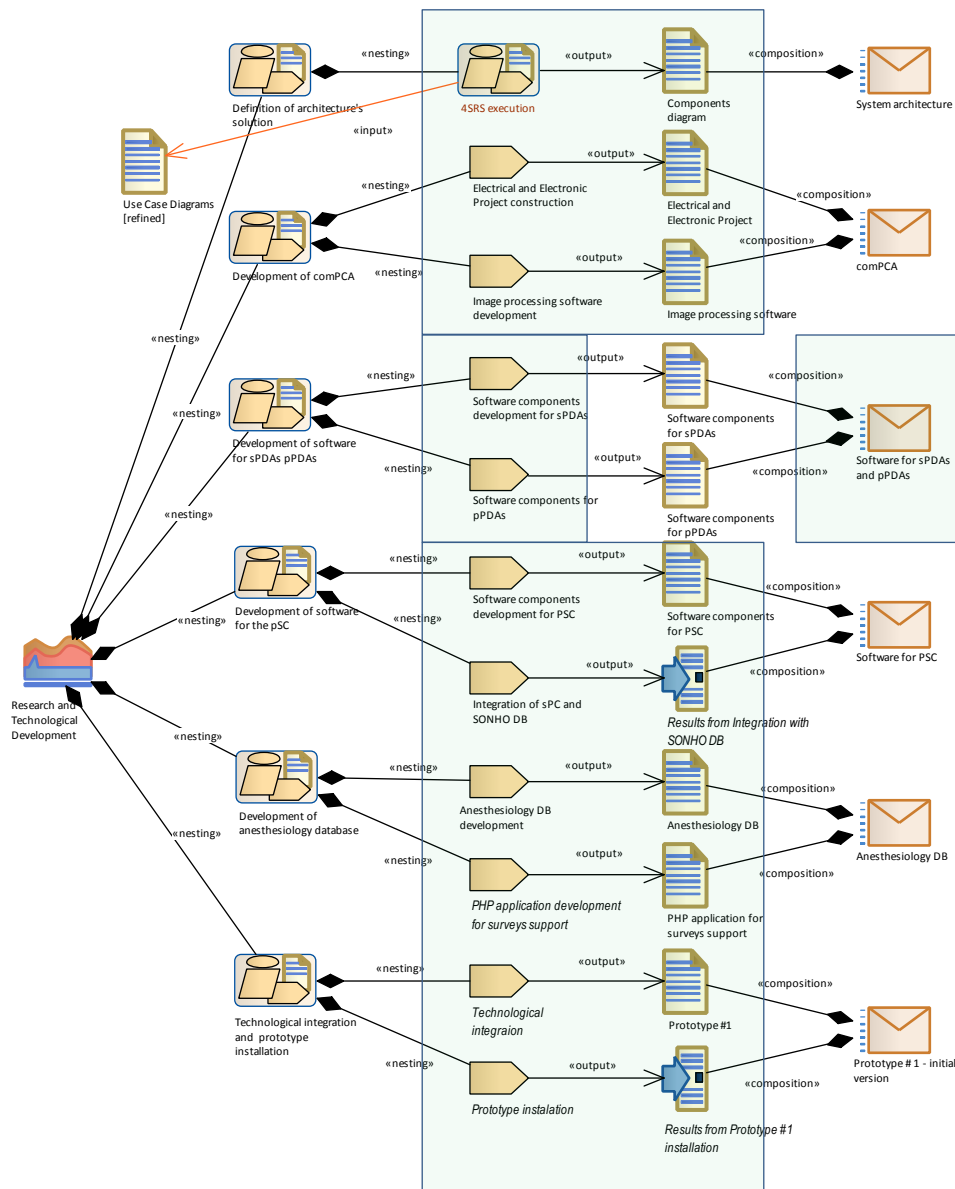 «nesting»
«output»
«composition»
Definition of architecture's
solution
4SRS execution
Components
diagram
System architecture
«input»
Use Case Diagrams
[refined]
«nesting»
«output»
Electrical and Electronic
Project construction
Electrical and
Electronic Project
«composition»
«composition»
comPCA
Development of comPCA
«nesting»
«output»
Image processing software
development
Image processing software
«nesting»
«output»
«nesting»
«composition»
Software components
development for sPDAs
Software components
for sPDAs
«nesting»
Development of software
for sPDAs pPDAs
Software for sPDAs
and pPDAs
«nesting»
«output»
«composition»
Software components for
pPDAs
Software components
for pPDAs
«nesting»
«nesting»
«output»
«composition»
Development of software
for the pSC
Software components
development for PSC
Software components
for PSC
«nesting»
«nesting»
Software for PSC
«output»
«composition»
Research and
Technological
Development
Integration of sPC and
SONHO DB
Results from Integration with
SONHO DB
«nesting»
«nesting»
«output»
«composition»
Development of
anesthesiology database
Anesthesiology DB
development
Anesthesiology DB
«nesting»
«nesting»
«output»
Anesthesiology DB
«composition»
PHP application development
for surveys support
PHP application for
surveys support
«nesting»
«output»
«composition»
Technological integration
and prototype
installation
Technological
integraion
Prototype #1
«nesting»
«output»
«composition»
Prototype # 1 - initial
version
Prototype instalation
Results from Prototype #1
installation